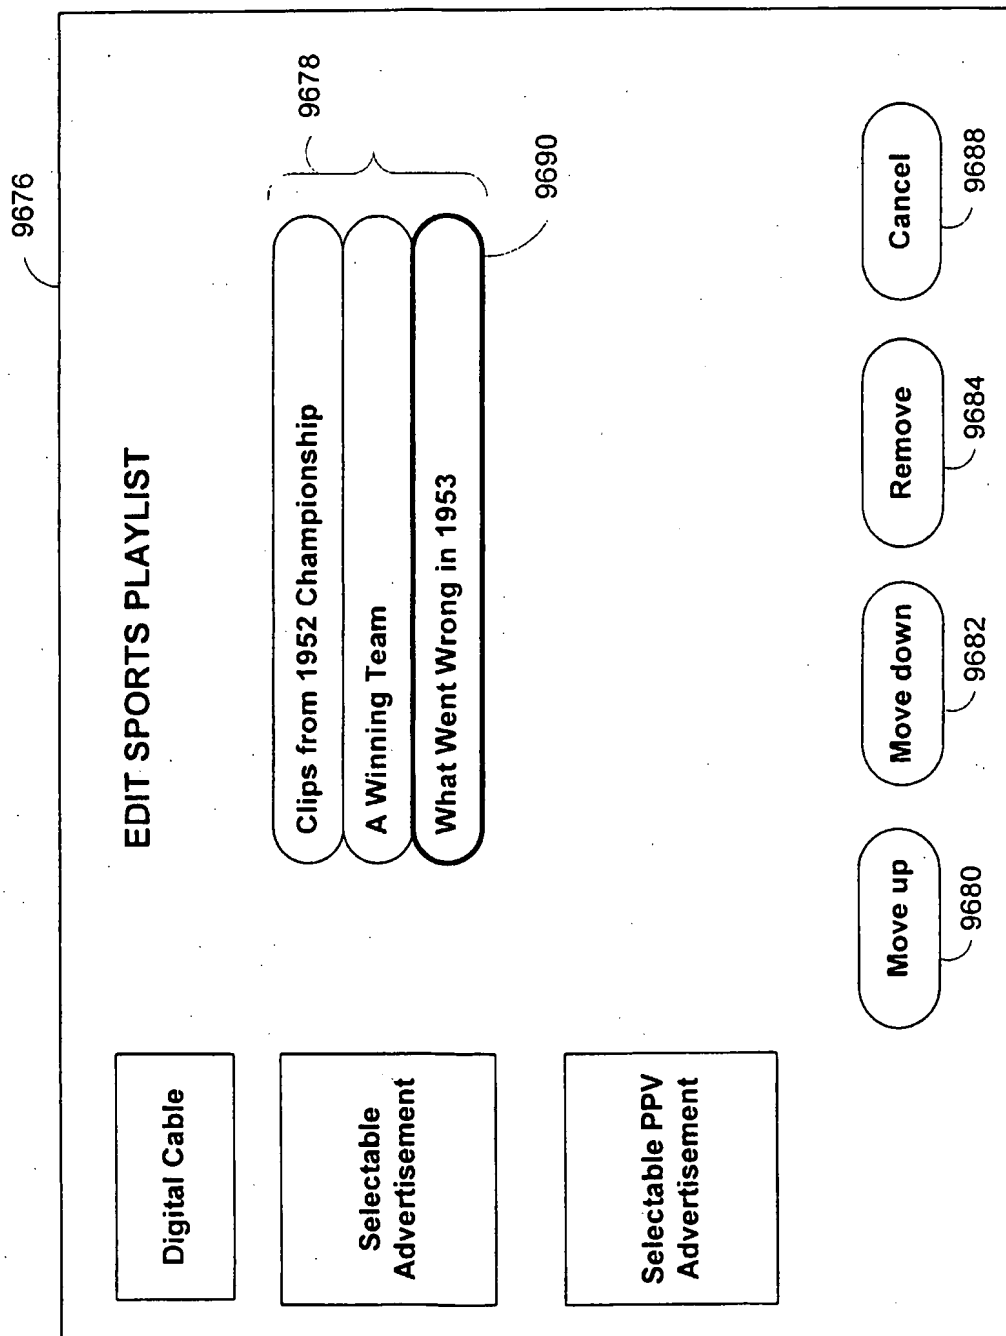 9676
EDIT SPORTS PLAYLIST
Digital Cable
Selectable
Advertisement
Selectable PPV
Advertisement
Clips from 1952 Championship
A Winning Team
What Went Wrong in 1953
9678
9690
Move up
Move down
Remove
Cancel
9680
9682
9684
9688